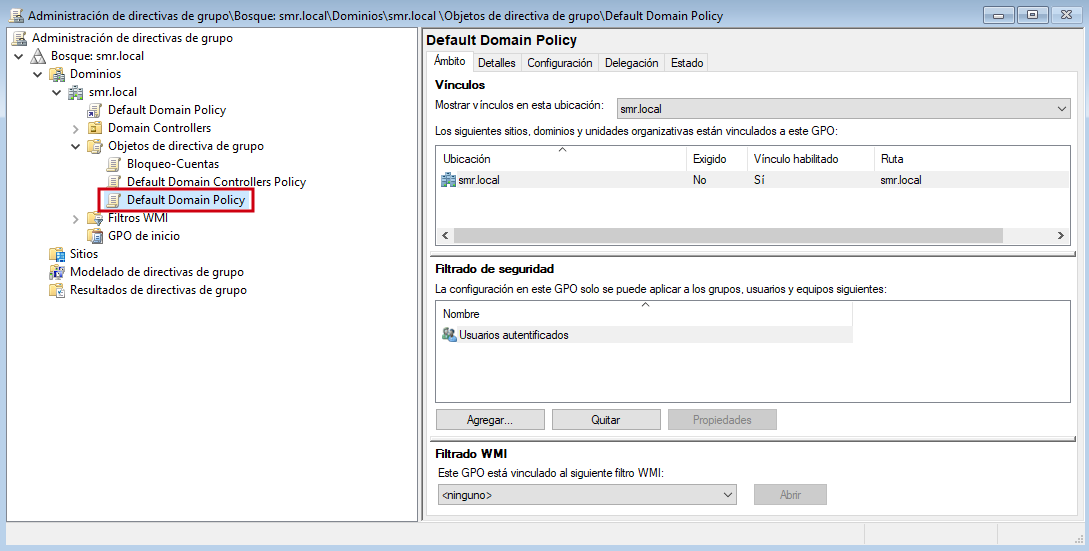 Administración de directivas de grupo\Bosque: smr.local\Dominios\smr.local \Objetos de directiva de grupo\Default Domain Policy
Administración de directivas de grupo
Bosque: smr.local
Dominios
smr.local
Default Domain Policy
Domain Controllers
Objetos de directiva de grupo
Bloqueo-Cuentas
Default Domain Controllers Policy
Default Domain Policy
Filtros WMI
GPO de inicio
Sitios
Modelado de directivas de grupo
Resultados de directivas de grupo
Default Domain Policy
Ámbito Detalles Configuración Delegación Estado
Vínculos
Mostrar vínculos en esta ubicación: smr.local
Los siguientes sitios, dominios y unidades organizativas están vinculados a este GPO:
Ubicación Exigido Vínculo habilitado Ruta
smr.local No Sí smr.local
Filtrado de seguridad
La configuración en este GPO solo se puede aplicar a los grupos, usuarios y equipos siguientes:
Nombre
Usuarios autentificados
Agregar... Quitar Propiedades
Filtrado WMI
Este GPO está vinculado al siguiente filtro WMI:
<ninguno> Abrir